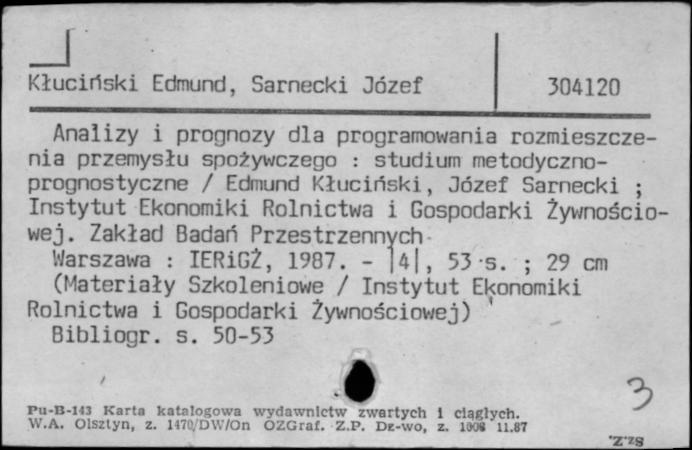 Kłuciński Edmund, Sarnecki Józef
304120
Analizy i prognozy dla programowania rozmieszcze-
nia przemysłu spożywczego : studium metodyczno-
prognostyczne / Edmund Kłuciński, Józef Sarnecki ;
Instytut Ekonomiki Rolnictwa i Gospodarki Żywnościo-
wej. Zakład Badań Przestrzennych
Warszawa : IERiGŻ, 1987. - |4|, 53 s. ; 29 cm
(Materiały Szkoleniowe / Instytut Ekonomiki
Rolnictwa i Gospodarki Żywnościowej)
Bibliogr. s. 50-53
3
Pu-B-143 Karta katalogowa wydawnictw zwartych i ciągłych.
W.A. Olsztyn, z. 1470/DW/On OZGraf. Z.P. Dz-wo, z. 1008 11.87